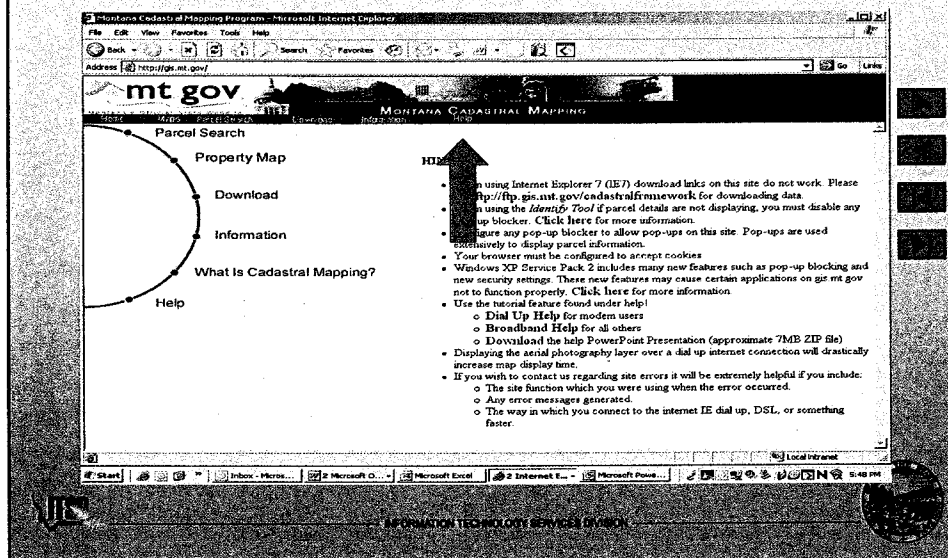 Montana Cadastral Mapping Program - Microsoft Internet Explorer
File Edit View Favorites Tools Help
Back Search Favorites
Address http://gis.mt.gov/ Go Links
mt gov
MONTANA CADASTRAL MAPPING
Home Maps Parcel Search Download Information Help
Parcel Search
Property Map
Download
Information
What Is Cadastral Mapping?
Help
using Internet Explorer 7 (IE7) download links on this site do not work. Please
ftp://ftp.gis.mt.gov/cadastralframework for downloading data.
using the Identify Tool if parcel details are not displaying, you must disable any
up blocker. Click here for more information.
figure any pop-up blocker to allow pop-ups on this site. Pop-ups are used
extensively to display parcel information.
Your browser must be configured to accept cookies
Windows XP Service Pack 2 includes many new features such as pop-up blocking and
new security settings. These new features may cause certain applications on gis.mt.gov
not to function properly. Click here for more information
Use the tutorial feature found under help!
Dial Up Help for modem users
Broadband Help for all others
Download the help PowerPoint Presentation (approximate 7MB ZIP file)
Displaying the aerial photography layer over a dial up internet connection will drastically
increase map display time.
If you wish to contact us regarding site errors it will be extremely helpful if you include:
The site function which you were using when the error occurred.
Any error messages generated.
The way in which you connect to the internet IE dial up, DSL, or something
faster.
Local intranet
Start Inbox - Micros... 2 Microsoft O... Microsoft Excel 2 Internet E... Microsoft Powe... 5:48 PM
INFORMATION TECHNOLOGY SERVICES DIVISION